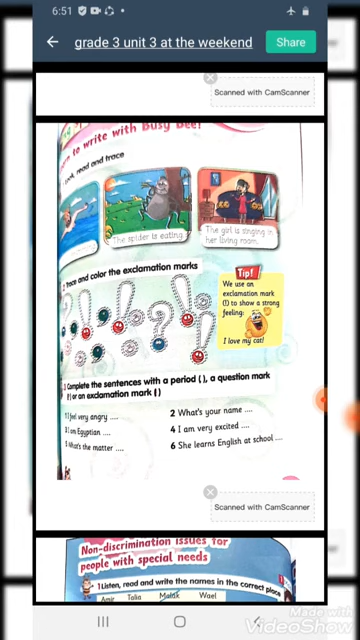 6:51
grade 3 unit 3 at the weekend
Share
Scanned with CamScanner
to write with Busy Bee!
Look, read and trace
The spider is eating.
The girl is singing in
her living room.
Trace and color the exclamation marks
Tip!
We use an
exclamation mark
(!) to show a strong
feeling:
I love my cat!
3 Complete the sentences with a period (.), a question mark
(?) or an exclamation mark (!)
1 I feel very angry ....
2 What's your name ....
3 I am Egyptian ....
4 I am very excited ....
5 What's the matter ....
6 She learns English at school ....
Scanned with CamScanner
Non-discrimination issues for
people with special needs
1 Listen, read and write the names in the correct place
Amir Talia Malak Wael
Made with
VideoShow